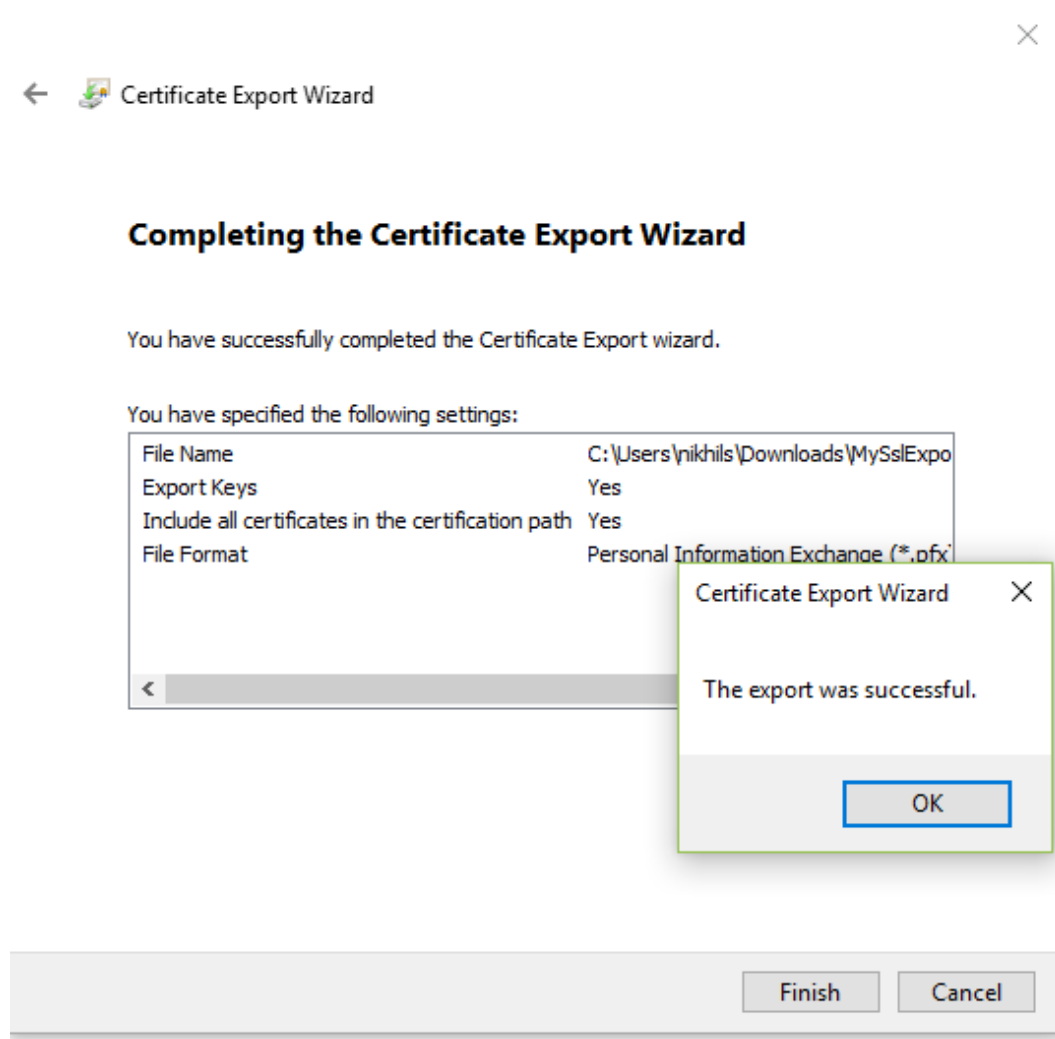 Certificate Export Wizard
Completing the Certificate Export Wizard
You have successfully completed the Certificate Export wizard.
You have specified the following settings:
File Name C:\Users\nikhils\Downloads\MySslExpo
Export Keys Yes
Include all certificates in the certification path Yes
File Format Personal Information Exchange (*.pfx)
Certificate Export Wizard
The export was successful.
OK
Finish Cancel